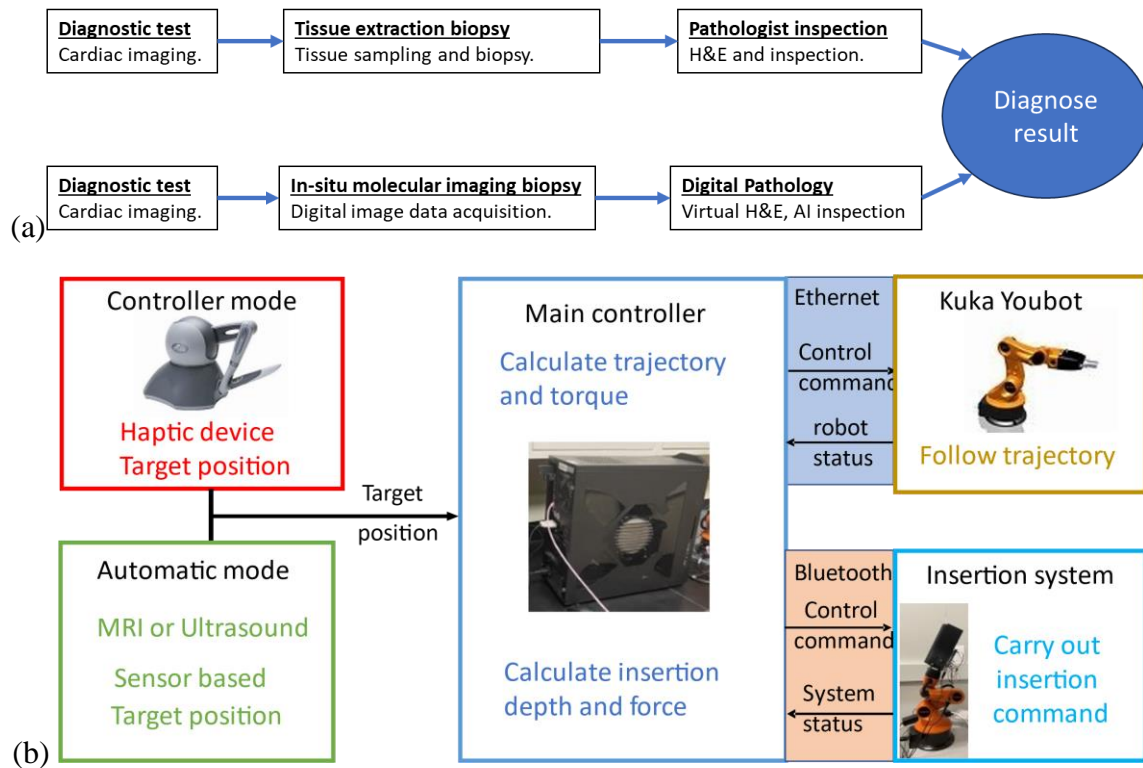 Diagnostic test
Cardiac imaging.
Tissue extraction biopsy
Tissue sampling and biopsy.
Pathologist inspection
H&E and inspection.
Diagnose
result
Diagnostic test
Cardiac imaging.
In-situ molecular imaging biopsy
Digital image data acquisition.
Digital Pathology
Virtual H&E, AI inspection
(a)
Controller mode
Haptic device
Target position
Automatic mode
MRI or Ultrasound
Sensor based
Target position
Target
position
Main controller
Calculate trajectory
and torque
Calculate insertion
depth and force
Ethernet
Control
command
robot
status
Kuka Youbot
Follow trajectory
Bluetooth
Control
command
System
status
Insertion system
Carry out
insertion
command
(b)